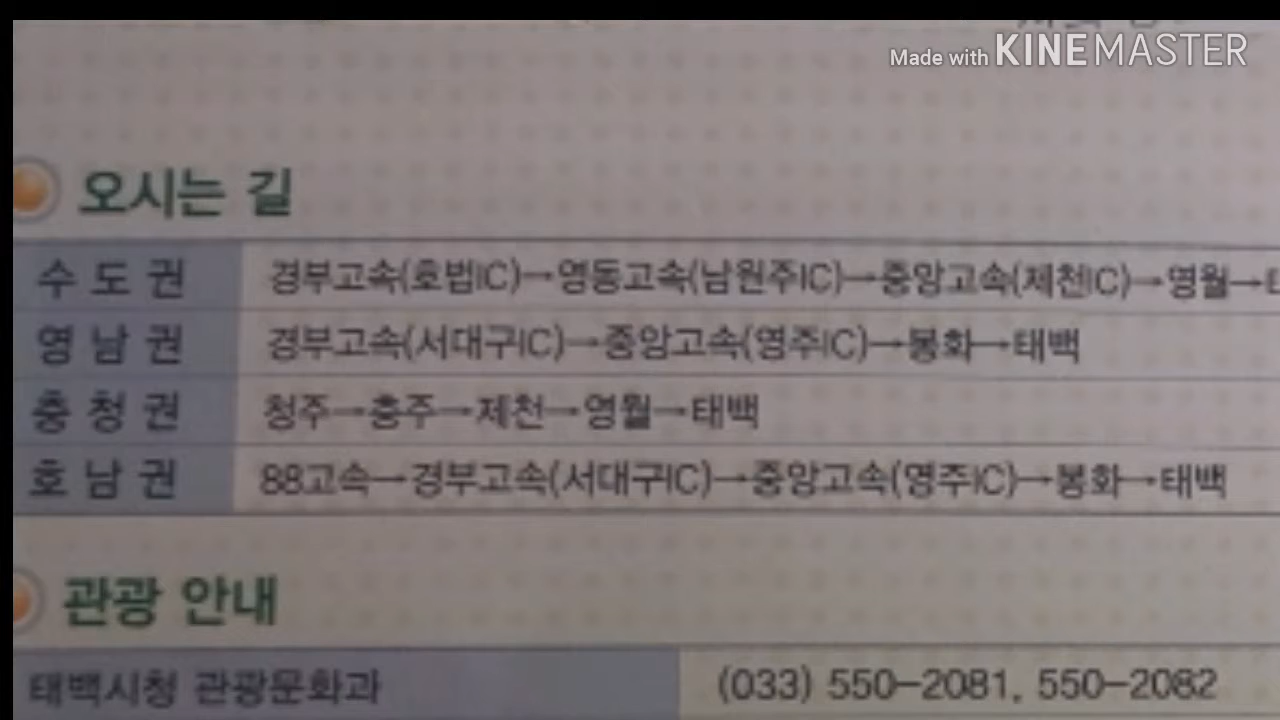 Made with KINEMASTER
오시는 길
수도권 경부고속(호법IC)→영동고속(남원주IC)→중앙고속(제천IC)→영월→
영남권 경부고속(서대구IC)→중앙고속(영주IC)→봉화→태백
충청권 청주→충주→제천→영월→태백
호남권 88고속→경부고속(서대구IC)→중앙고속(영주IC)→봉화→태백
관광 안내
태백시청 관광문화과 (033) 550-2081, 550-2082